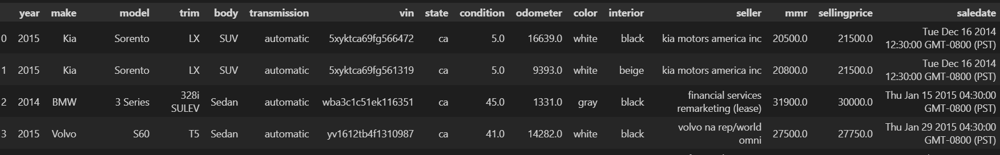 year make model trim body transmission vin state condition odometer color interior seller mmr sellingprice saledate
0 2015 Kia Sorento LX SUV automatic 5xyktca69fg566472 ca 5.0 16639.0 white black kia motors america inc 20500.0 21500.0 Tue Dec 16 2014
12:30:00 GMT-0800 (PST)
1 2015 Kia Sorento LX SUV automatic 5xyktca69fg561319 ca 5.0 9393.0 white beige kia motors america inc 20800.0 21500.0 Tue Dec 16 2014
12:30:00 GMT-0800 (PST)
2 2014 BMW 3 Series 328i
SULEV Sedan automatic wba3c1c51ek116351 ca 45.0 1331.0 gray black financial services
remarketing (lease) 31900.0 30000.0 Thu Jan 15 2015 04:30:00
GMT-0800 (PST)
3 2015 Volvo S60 T5 Sedan automatic yv1612tb4f1310987 ca 41.0 14282.0 white black volvo na rep/world
omni 27500.0 27750.0 Thu Jan 29 2015 04:30:00
GMT-0800 (PST)